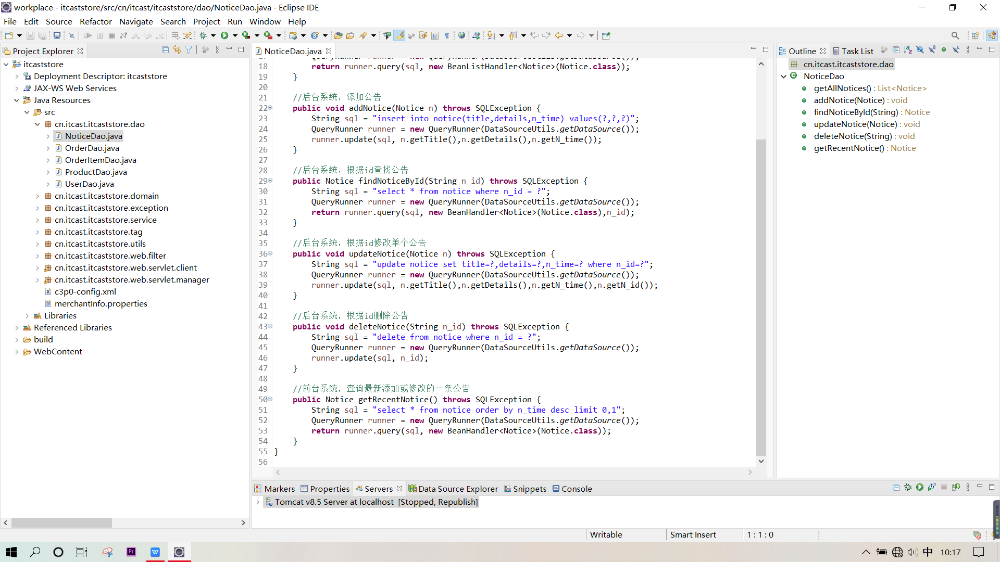 workplace - itcaststore/src/cn/itcast/itcaststore/dao/NoticeDao.java - Eclipse IDE
File Edit Source Refactor Navigate Search Project Run Window Help
Project Explorer
itcaststore
Deployment Descriptor: itcaststore
JAX-WS Web Services
Java Resources
src
cn.itcast.itcaststore.dao
NoticeDao.java
OrderDao.java
OrderItemDao.java
ProductDao.java
UserDao.java
cn.itcast.itcaststore.domain
cn.itcast.itcaststore.exception
cn.itcast.itcaststore.service
cn.itcast.itcaststore.tag
cn.itcast.itcaststore.utils
cn.itcast.itcaststore.web.filter
cn.itcast.itcaststore.web.servlet.client
cn.itcast.itcaststore.web.servlet.manager
c3p0-config.xml
merchantInfo.properties
Libraries
Referenced Libraries
build
WebContent
NoticeDao.java
18 return runner.query(sql, new BeanListHandler<Notice>(Notice.class));
19 }
20
21 //后台系统，添加公告
22 public void addNotice(Notice n) throws SQLException {
23 String sql = "insert into notice(title,details,n_time) values(?,?,?)";
24 QueryRunner runner = new QueryRunner(DataSourceUtils.getDataSource());
25 runner.update(sql, n.getTitle(),n.getDetails(),n.getN_time());
26 }
27
28 //后台系统，根据id查找公告
29 public Notice findNoticeById(String n_id) throws SQLException {
30 String sql = "select * from notice where n_id = ?";
31 QueryRunner runner = new QueryRunner(DataSourceUtils.getDataSource());
32 return runner.query(sql, new BeanHandler<Notice>(Notice.class),n_id);
33 }
34
35 //后台系统，根据id修改单个公告
36 public void updateNotice(Notice n) throws SQLException {
37 String sql = "update notice set title=?,details=?,n_time=? where n_id=?";
38 QueryRunner runner = new QueryRunner(DataSourceUtils.getDataSource());
39 runner.update(sql, n.getTitle(),n.getDetails(),n.getN_time(),n.getN_id());
40 }
41
42 //后台系统，根据id删除公告
43 public void deleteNotice(String n_id) throws SQLException {
44 String sql = "delete from notice where n_id = ?";
45 QueryRunner runner = new QueryRunner(DataSourceUtils.getDataSource());
46 runner.update(sql, n_id);
47 }
48
49 //前台系统，查询最新添加或修改的一条公告
50 public Notice getRecentNotice() throws SQLException {
51 String sql = "select * from notice order by n_time desc limit 0,1";
52 QueryRunner runner = new QueryRunner(DataSourceUtils.getDataSource());
53 return runner.query(sql, new BeanHandler<Notice>(Notice.class));
54 }
55 }
56
Outline Task List
cn.itcast.itcaststore.dao
NoticeDao
getAllNotices() : List<Notice>
addNotice(Notice) : void
findNoticeById(String) : Notice
updateNotice(Notice) : void
deleteNotice(String) : void
getRecentNotice() : Notice
Markers Properties Servers Data Source Explorer Snippets Console
Tomcat v8.5 Server at localhost [Stopped, Republish]
Writable Smart Insert 1 : 1 : 0
中 10:17